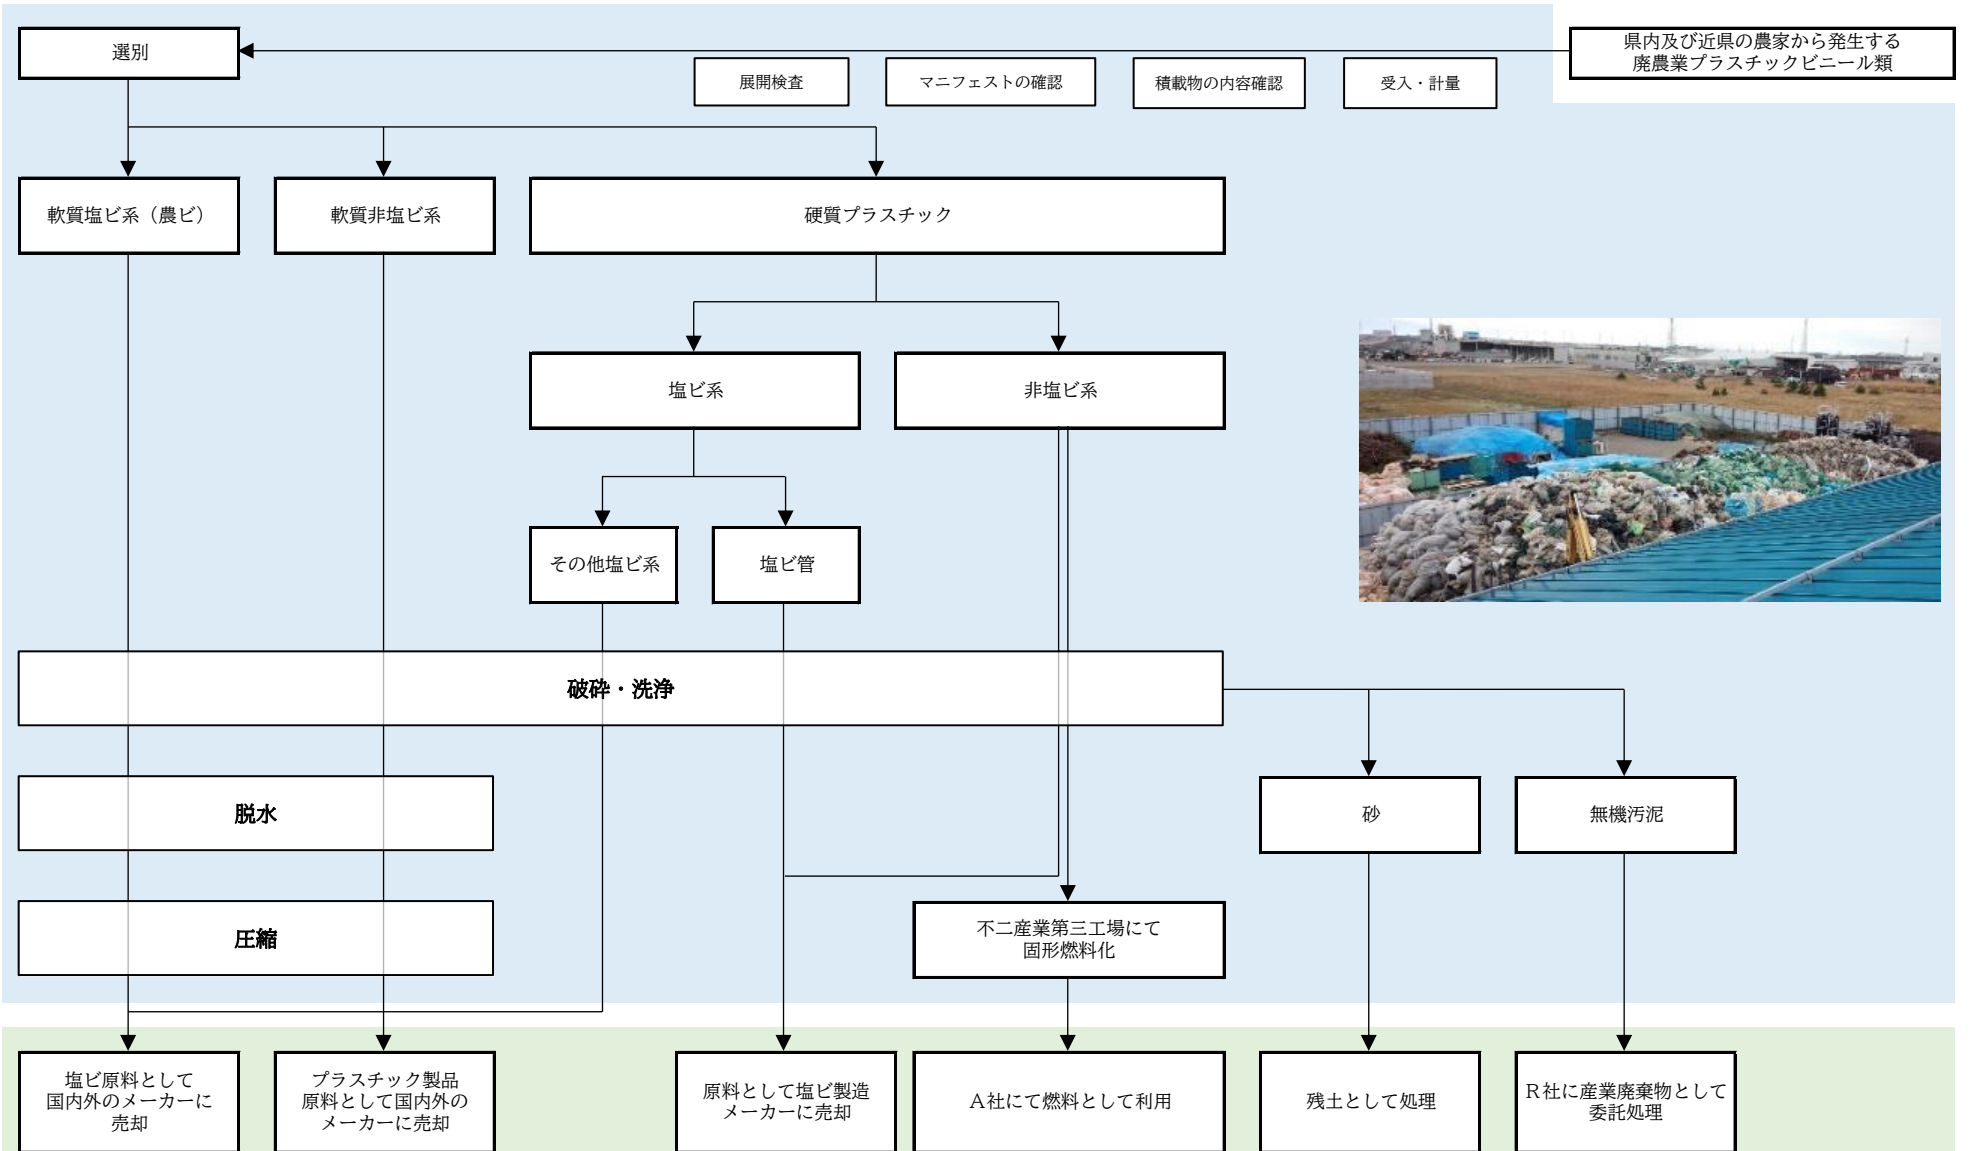 選別
県内及び近県の農家から発生する
廃農業プラスチックビニール類
展開検査
マニフェストの確認
積載物の内容確認
受入・計量
軟質塩ビ系（農ビ）
軟質非塩ビ系
硬質プラスチック
塩ビ系
非塩ビ系
その他塩ビ系
塩ビ管
破砕・洗浄
脱水
砂
無機汚泥
圧縮
不二産業第三工場にて
固形燃料化
塩ビ原料として
国内外のメーカーに
売却
プラスチック製品
原料として国内外の
メーカーに売却
原料として塩ビ製造
メーカーに売却
Ａ社にて燃料として利用
残土として処理
Ｒ社に産業廃棄物として
委託処理